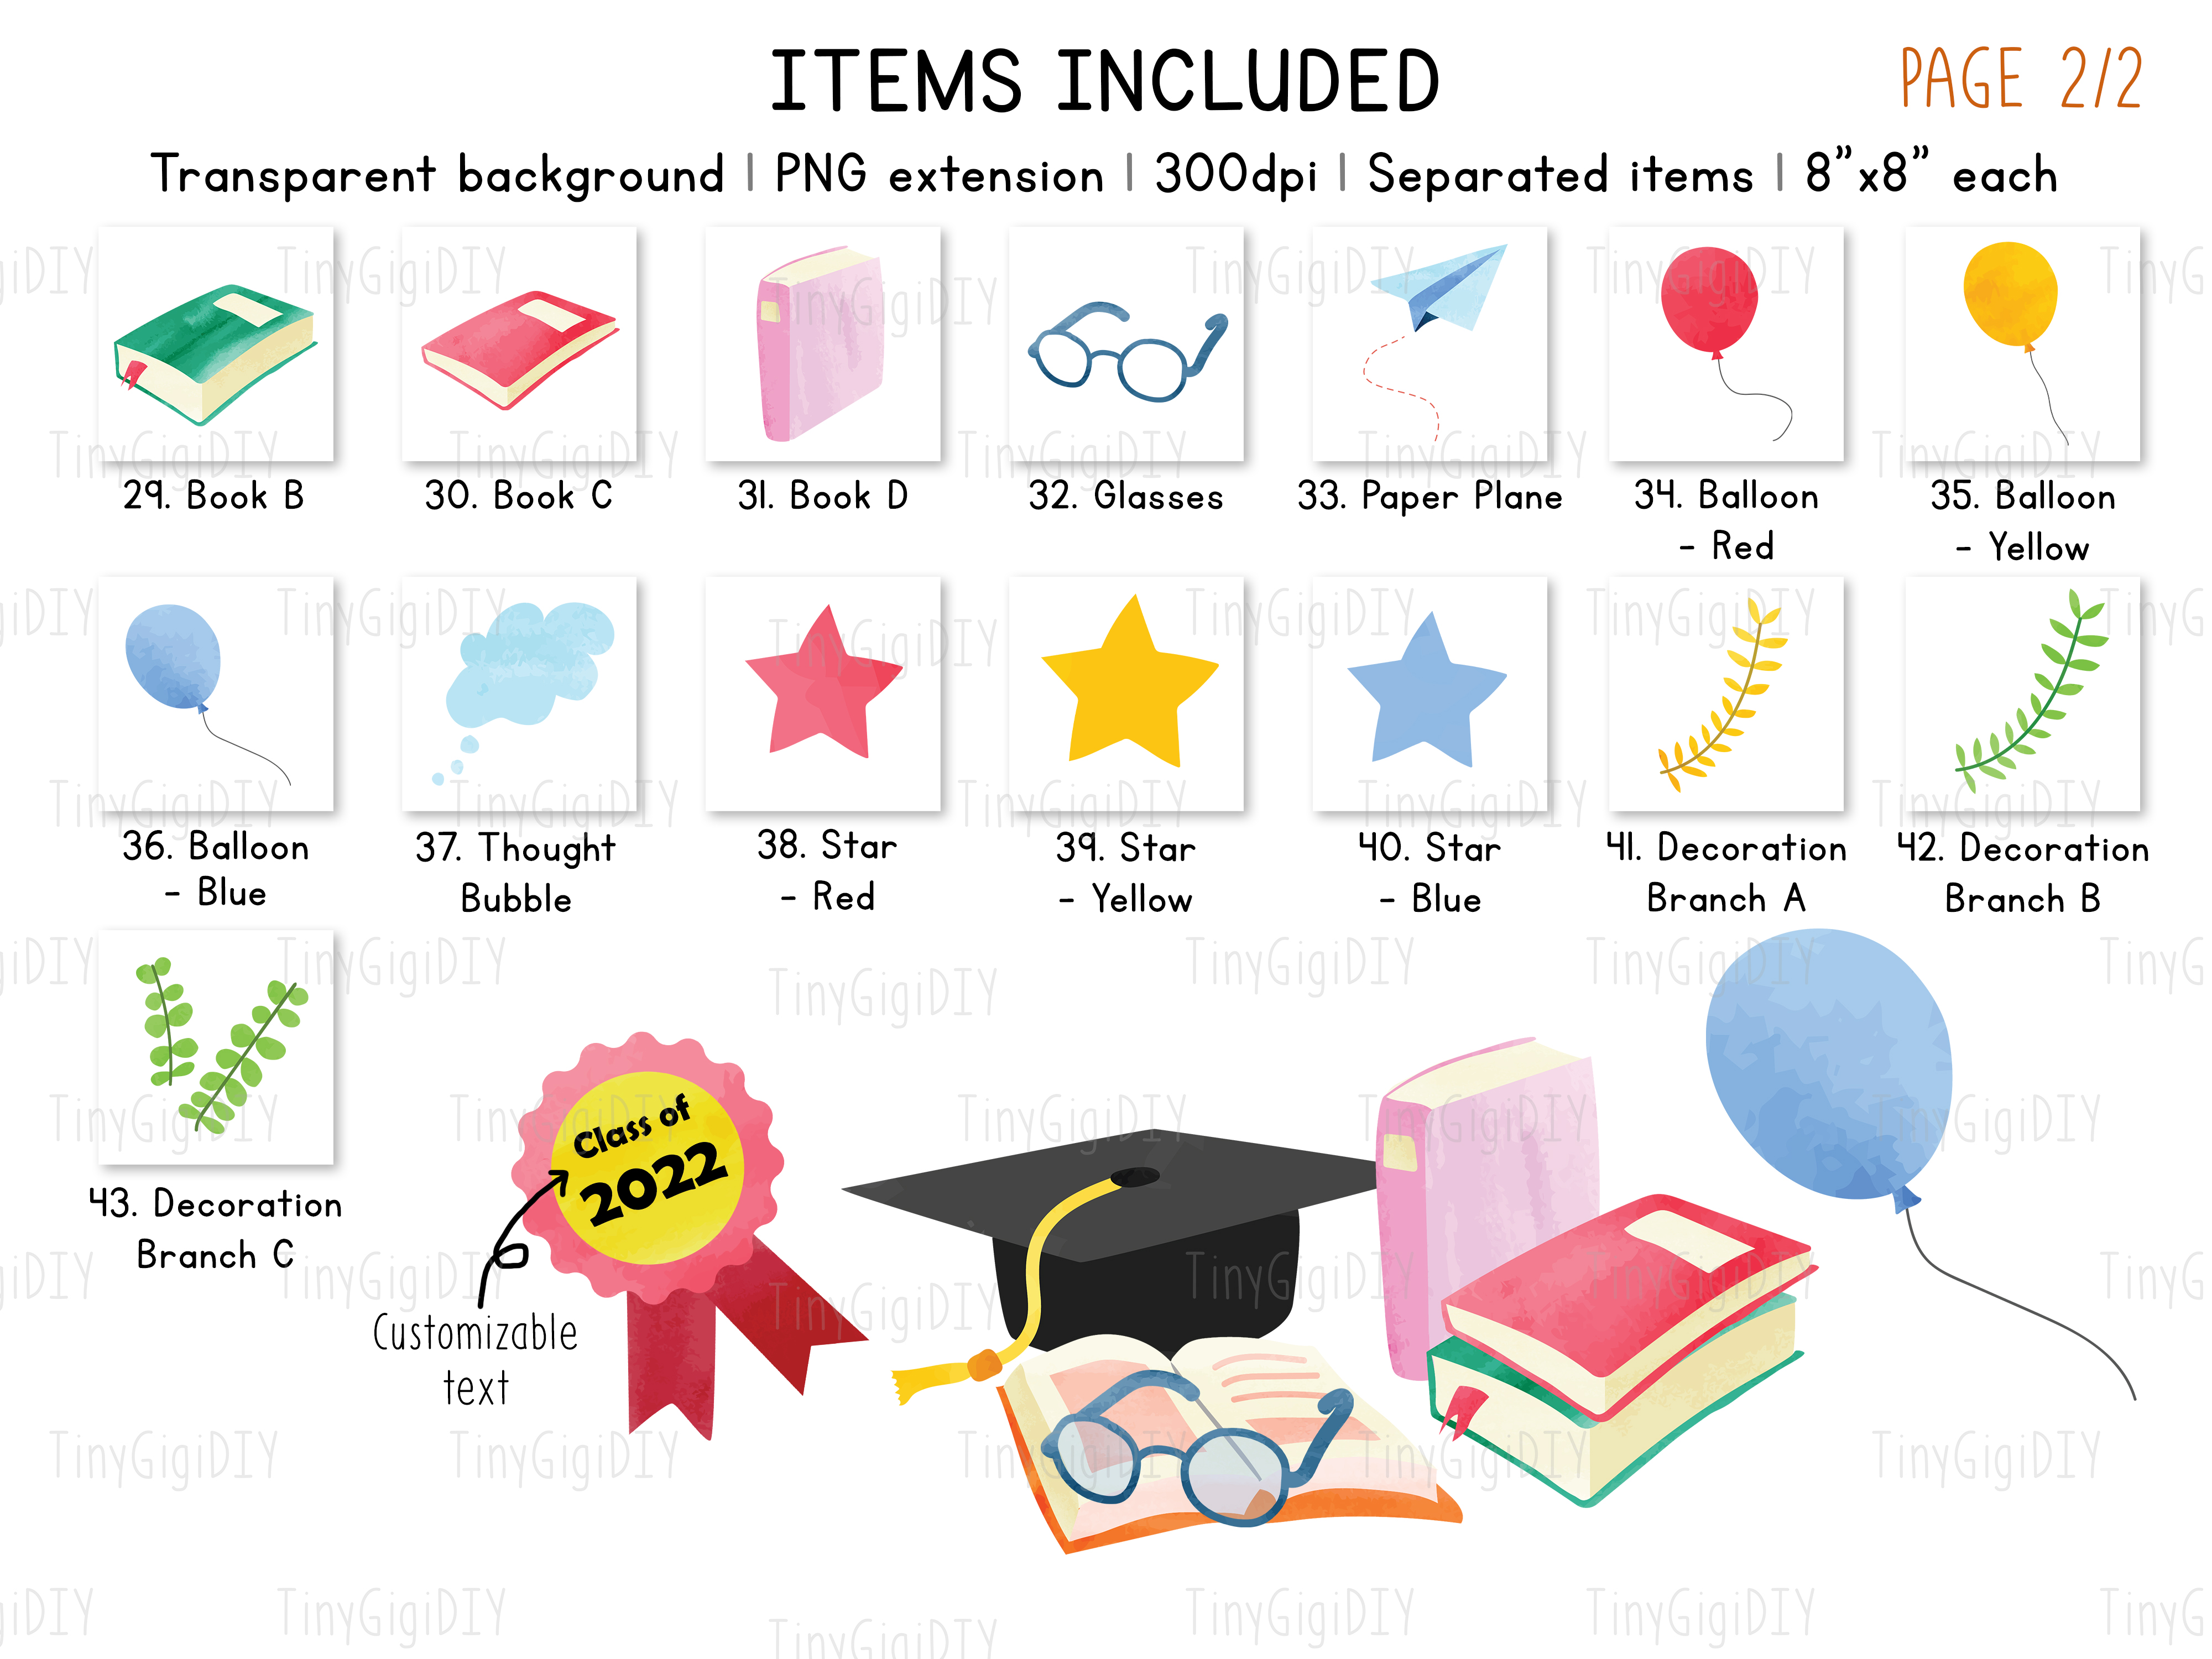 ITEMS INCLUDED
PAGE 2/2
Transparent background | PNG extension | 300dpi | Separated items | 8”x8” each
29. Book B
30. Book C
31. Book D
32. Glasses
33. Paper Plane
34. Balloon
- Red
35. Balloon
- Yellow
36. Balloon
- Blue
37. Thought
Bubble
38. Star
- Red
39. Star
- Yellow
40. Star
- Blue
41. Decoration
Branch A
42. Decoration
Branch B
43. Decoration
Branch C
Class of
2022
Customizable
text
TinyGigiDIY